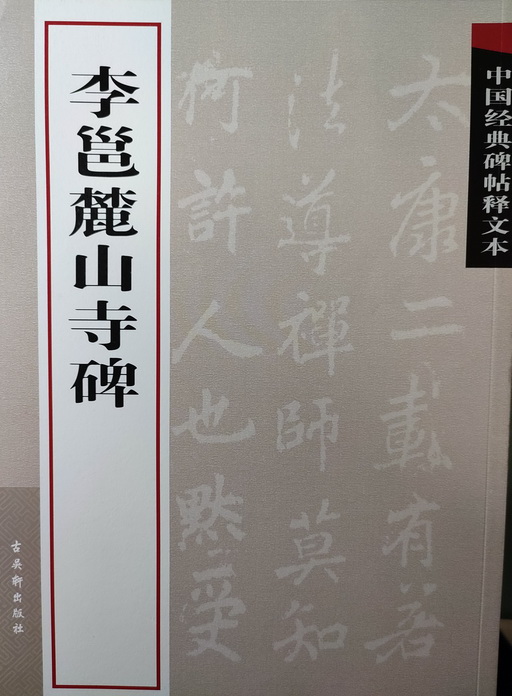 中国经典碑帖释文本
太康二載有若
法導禪師莫知
何許人也默受
李邕麓山寺碑
古吴轩出版社